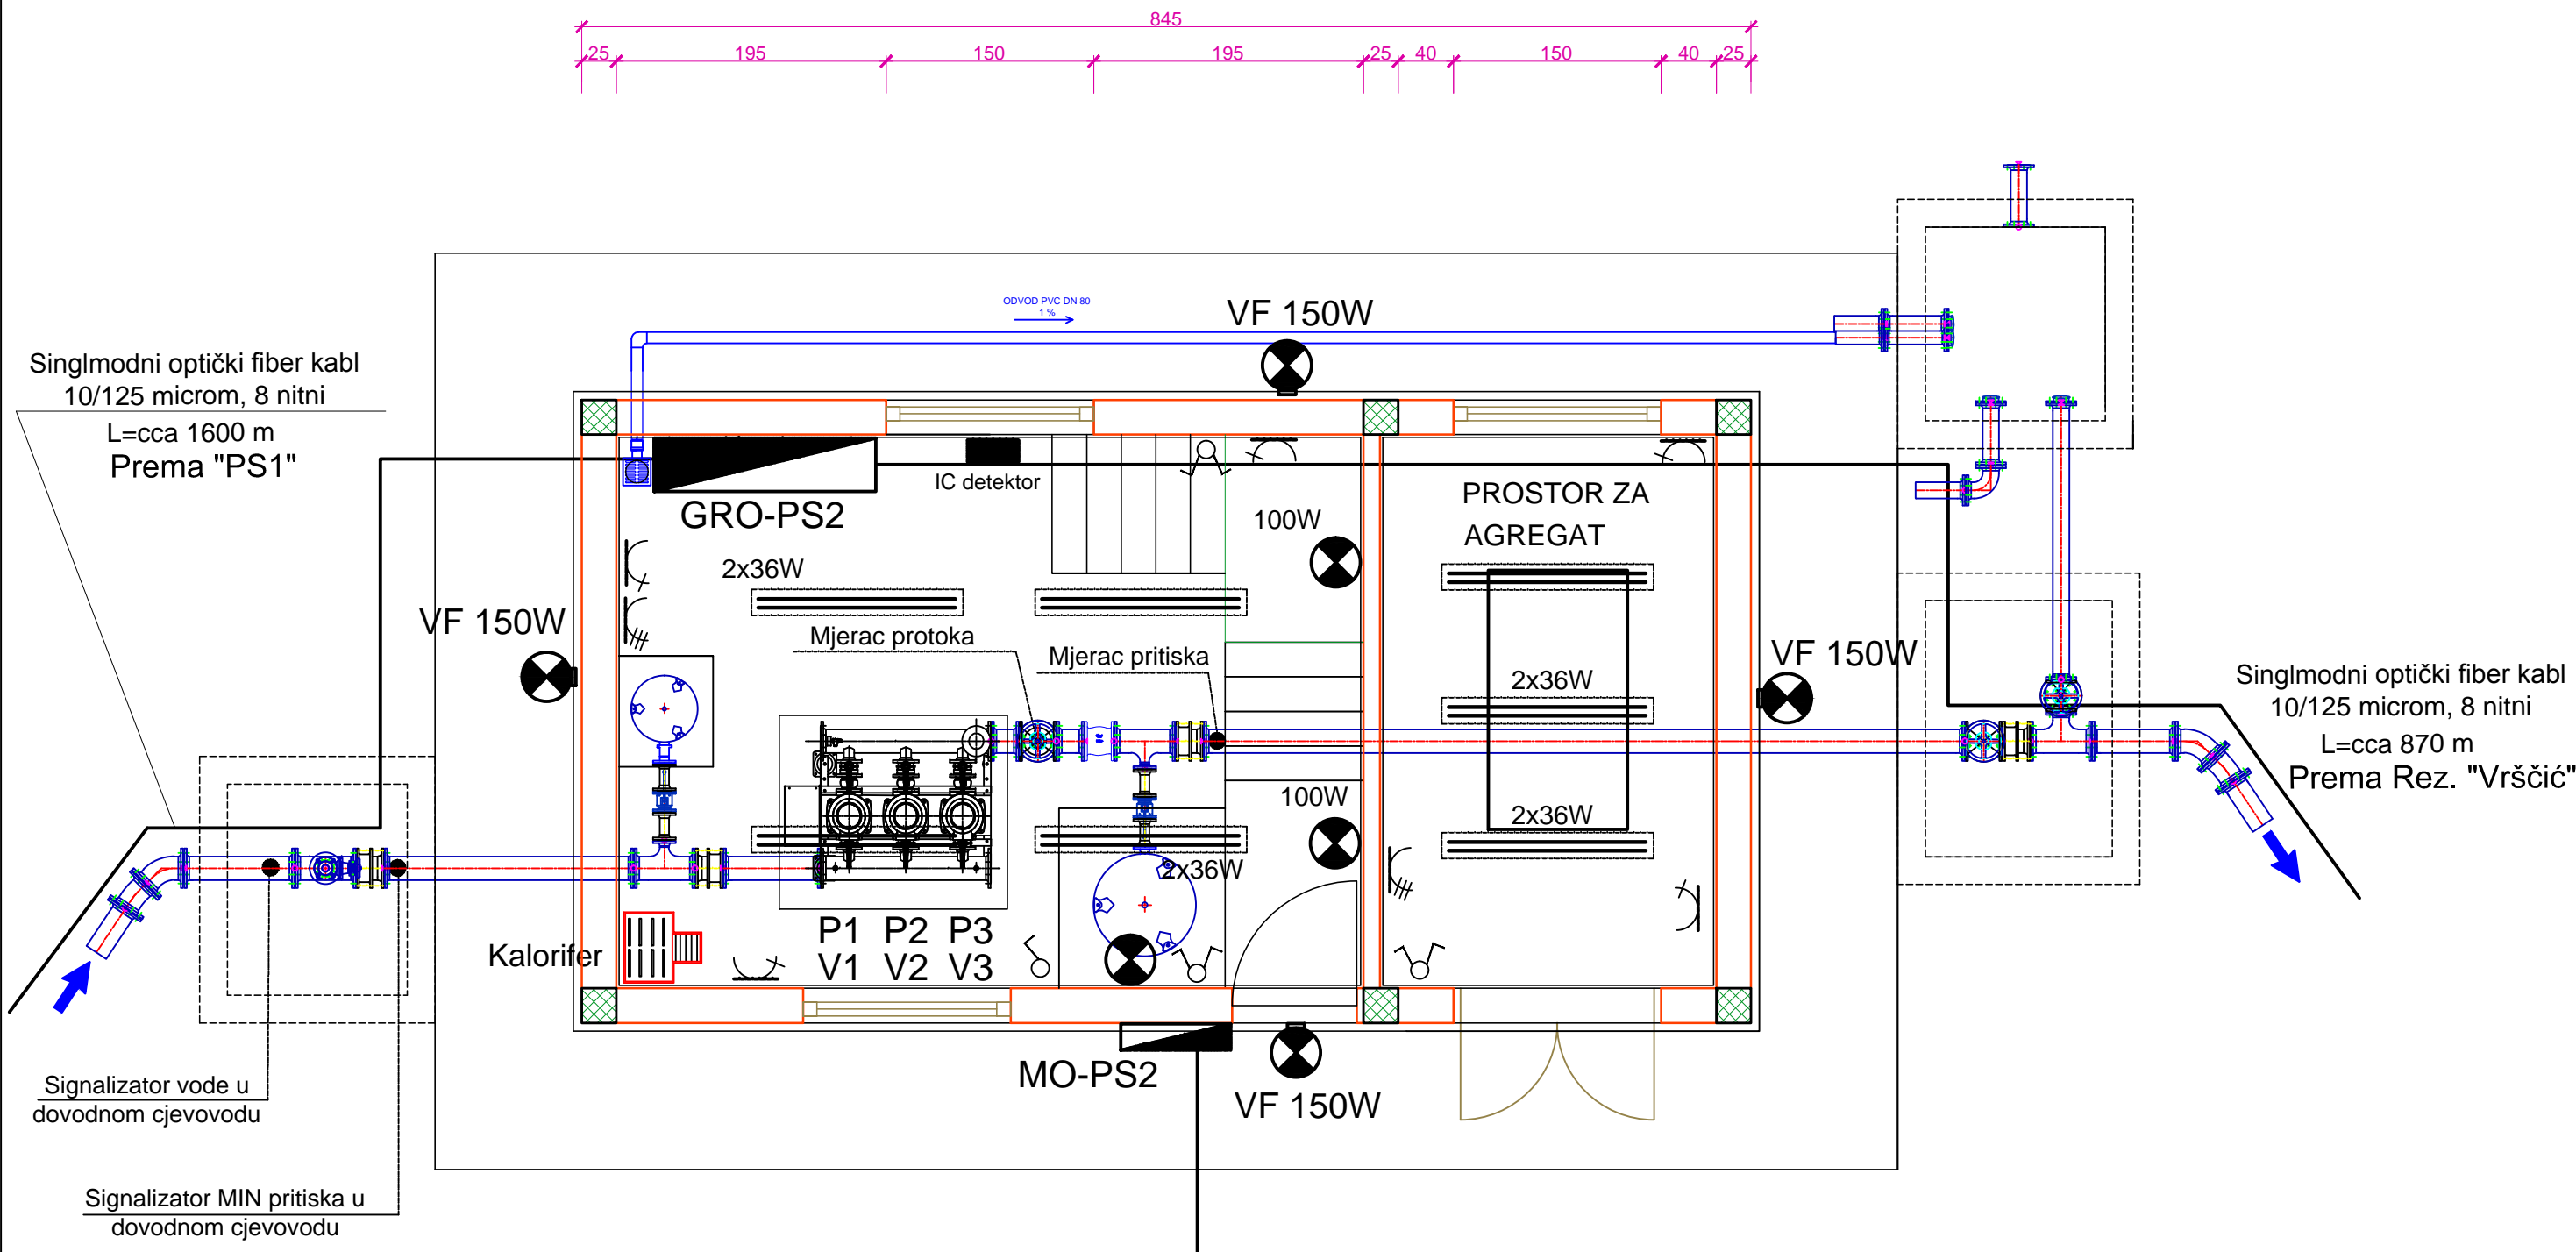 845
25 195 150 195 25 40 150 40 25
ODVOD PVC DN 80
1 %
VF 150W
Singlmodni optički fiber kabl
10/125 microm, 8 nitni
L=cca 1600 m
Prema "PS1"
IC detektor
GRO-PS2
100W
PROSTOR ZA
AGREGAT
2x36W
VF 150W
Mjerac protoka
Mjerac pritiska
2x36W
VF 150W
Singlmodni optički fiber kabl
10/125 microm, 8 nitni
L=cca 870 m
Prema Rez. "Vrščić"
100W
2x36W
2x36W
P1 P2 P3
V1 V2 V3
Kalorifer
MO-PS2
VF 150W
Signalizator vode u
dovodnom cjevovodu
Signalizator MIN pritiska u
dovodnom cjevovodu